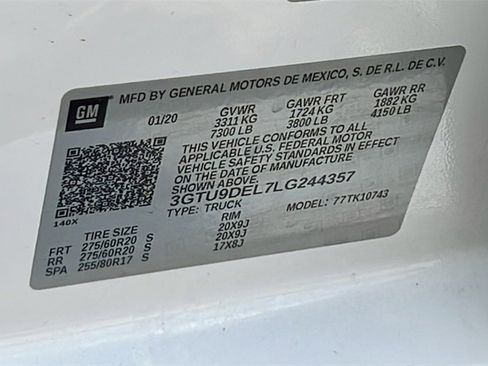 GM
MFD BY GENERAL MOTORS DE MEXICO, S. DE R.L. DE C.V.
01/20 GVWR GAWR FRT GAWR RR
3311 KG 1724 KG 1882 KG
7300 LB 3800 LB 4150 LB
THIS VEHICLE CONFORMS TO ALL
APPLICABLE U.S. FEDERAL MOTOR
VEHICLE SAFETY STANDARDS IN EFFECT
ON THE DATE OF MANUFACTURE
3GTU9DEL7LG244357
TYPE: TRUCK MODEL: 77TK10743
140X
TIRE SIZE RIM
FRT 275/60R20 S 20X9J
RR 275/60R20 S 20X9J
SPA 255/80R17 S 17X8J